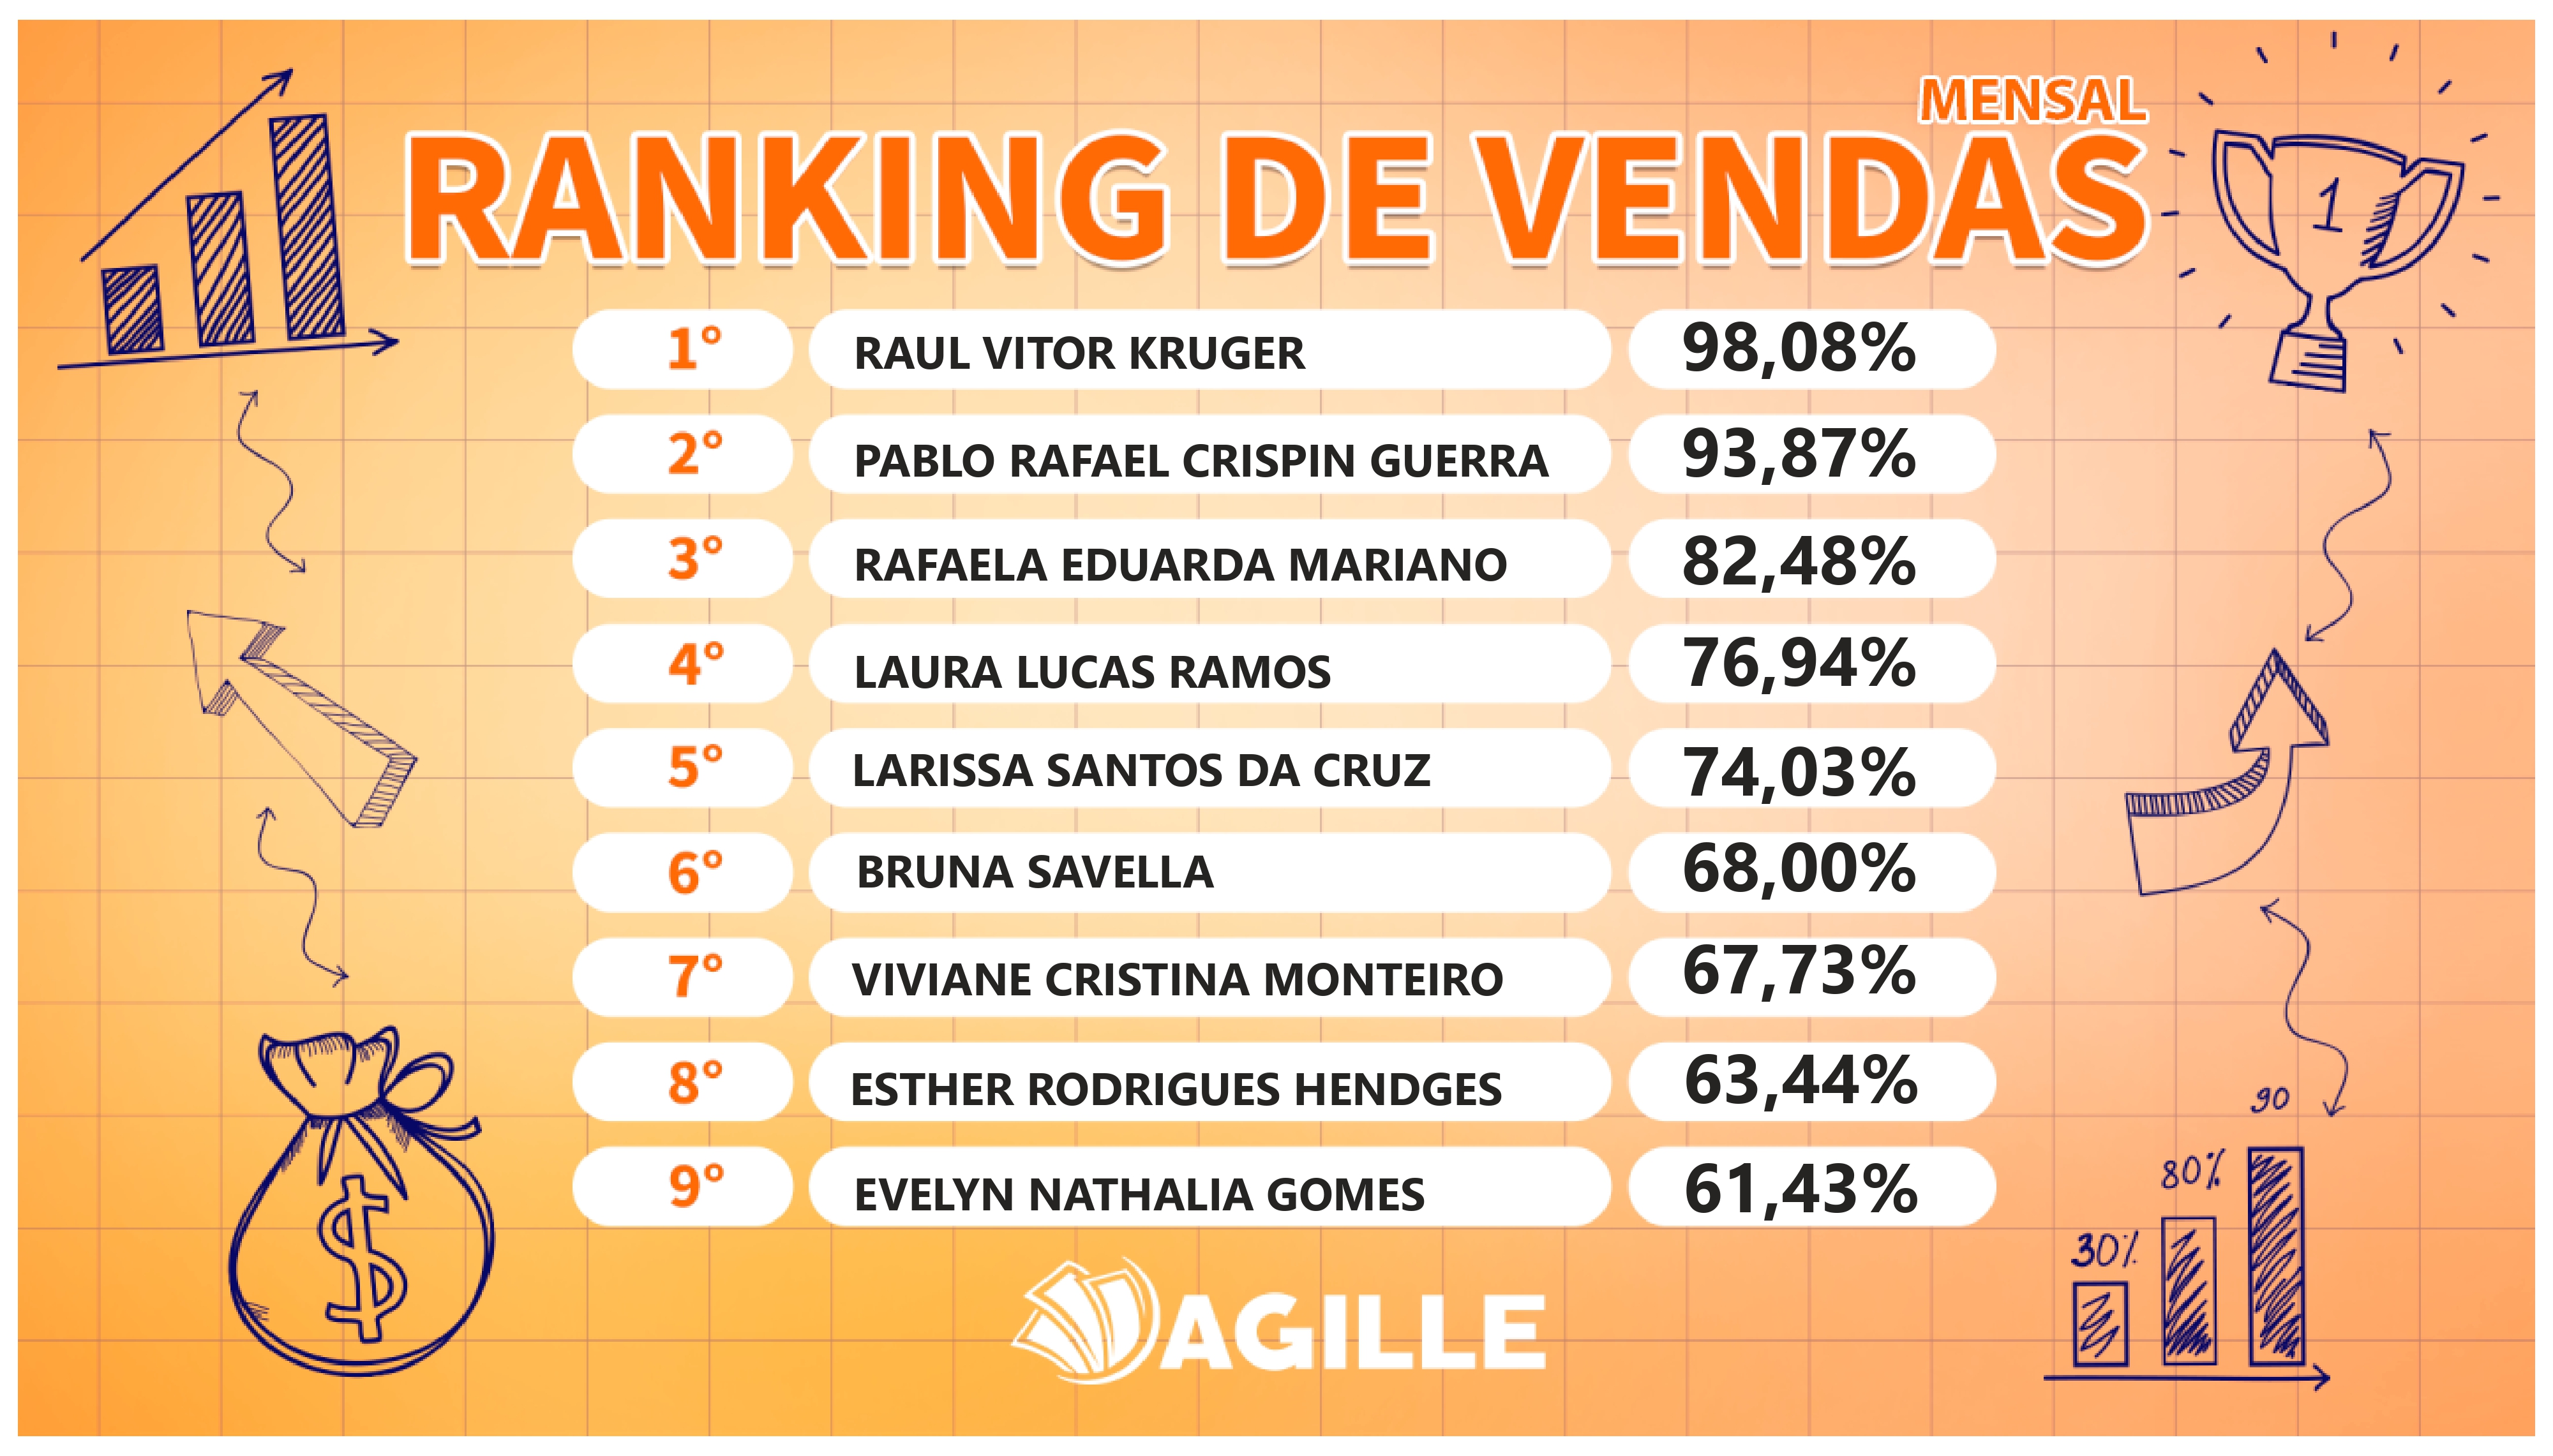 MENSAL
RANKING DE VENDAS
1
1° RAUL VITOR KRUGER 98,08%
2° PABLO RAFAEL CRISPIN GUERRA 93,87%
3° RAFAELA EDUARDA MARIANO 82,48%
4° LAURA LUCAS RAMOS 76,94%
5° LARISSA SANTOS DA CRUZ 74,03%
6° BRUNA SAVELLA 68,00%
7° VIVIANE CRISTINA MONTEIRO 67,73%
8° ESTHER RODRIGUES HENDGES 63,44%
9° EVELYN NATHALIA GOMES 61,43%
90
80%
30%
$
AGILLE